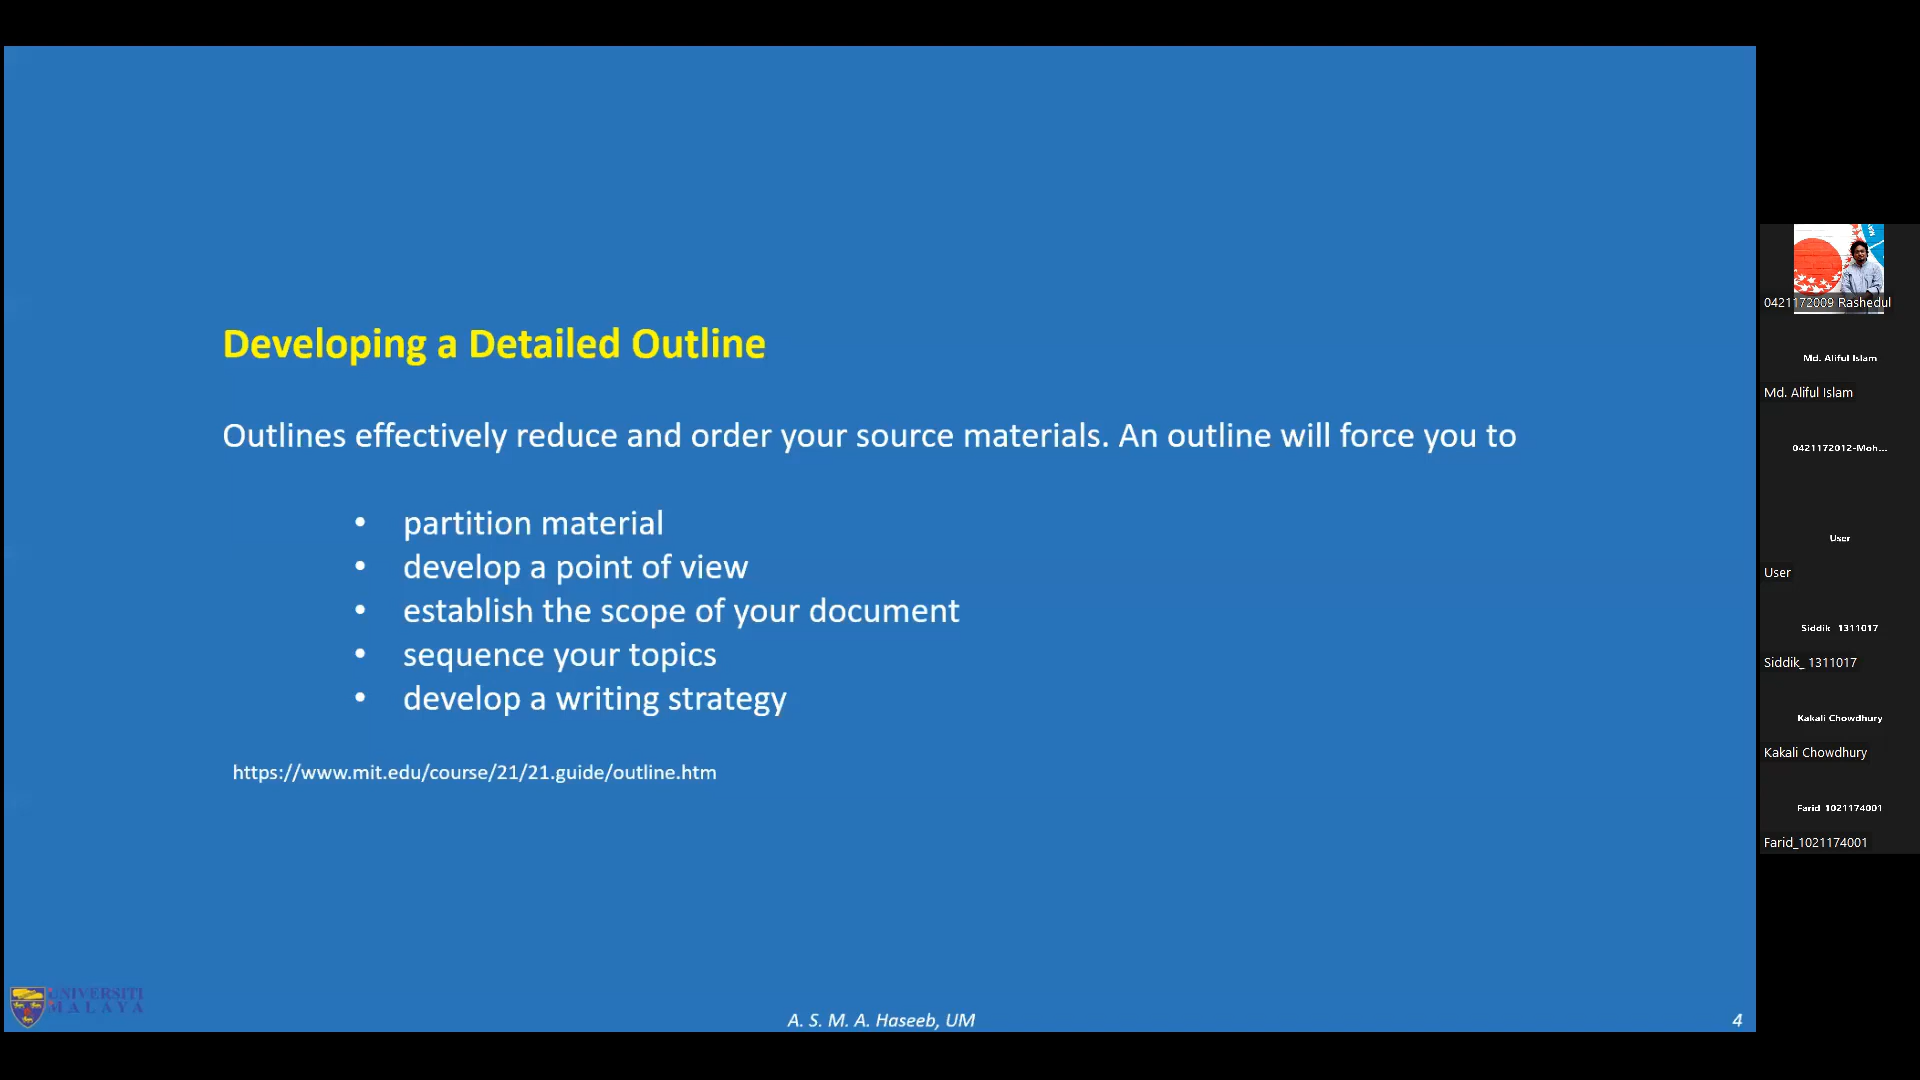 Developing a Detailed Outline
Outlines effectively reduce and order your source materials. An outline will force you to
• partition material
• develop a point of view
• establish the scope of your document
• sequence your topics
• develop a writing strategy
https://www.mit.edu/course/21/21.guide/outline.htm
UNIVERSITI
MALAYA
A. S. M. A. Haseeb, UM
4
0421172009 Rashedul
Md. Aliful Islam
Md. Aliful Islam
0421172012-Moh...
User
User
Siddik_ 1311017
Siddik_ 1311017
Kakali Chowdhury
Kakali Chowdhury
Farid_1021174001
Farid_1021174001